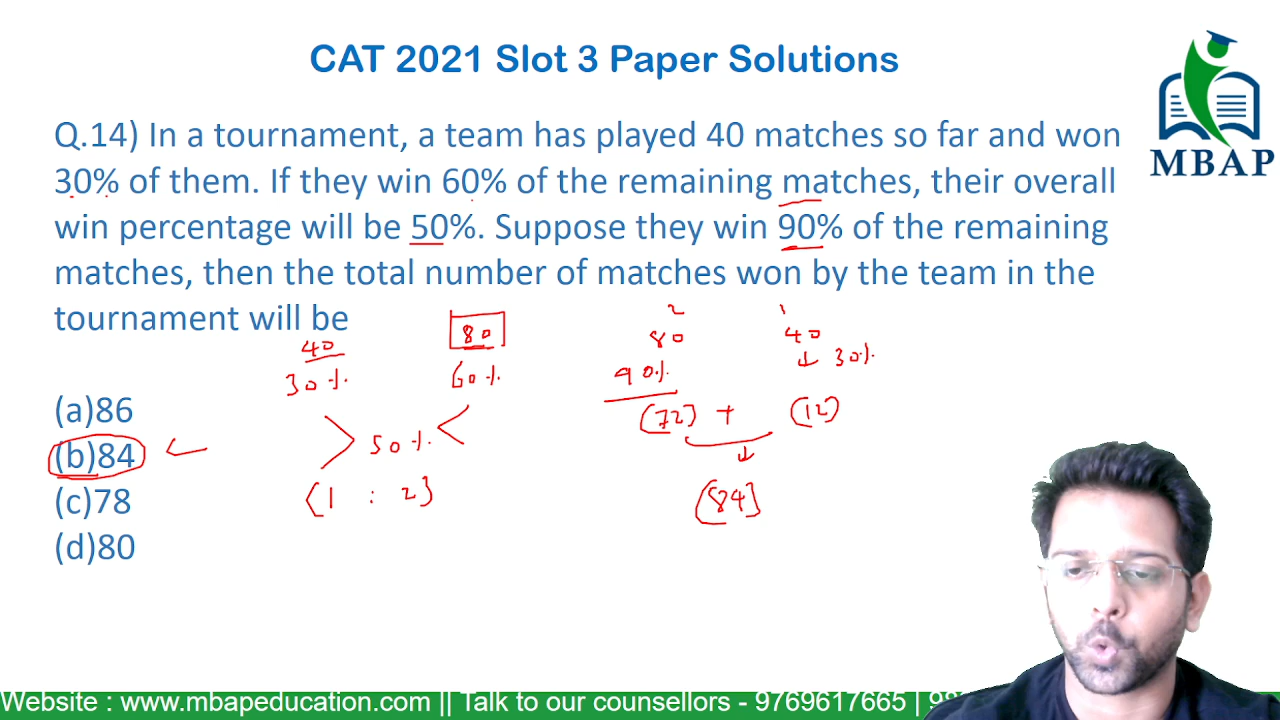 CAT 2021 Slot 3 Paper Solutions
MBAP
Q.14) In a tournament, a team has played 40 matches so far and won
30% of them. If they win 60% of the remaining matches, their overall
win percentage will be 50%. Suppose they win 90% of the remaining
matches, then the total number of matches won by the team in the
tournament will be
40 80 2 1
30% 60% 80 40
90% 30%
(a)86
50% (72) + (12)
(b)84
(1 : 2) (84]
(c)78
(d)80
Website : www.mbapeducation.com || Talk to our counsellors - 9769617665 |